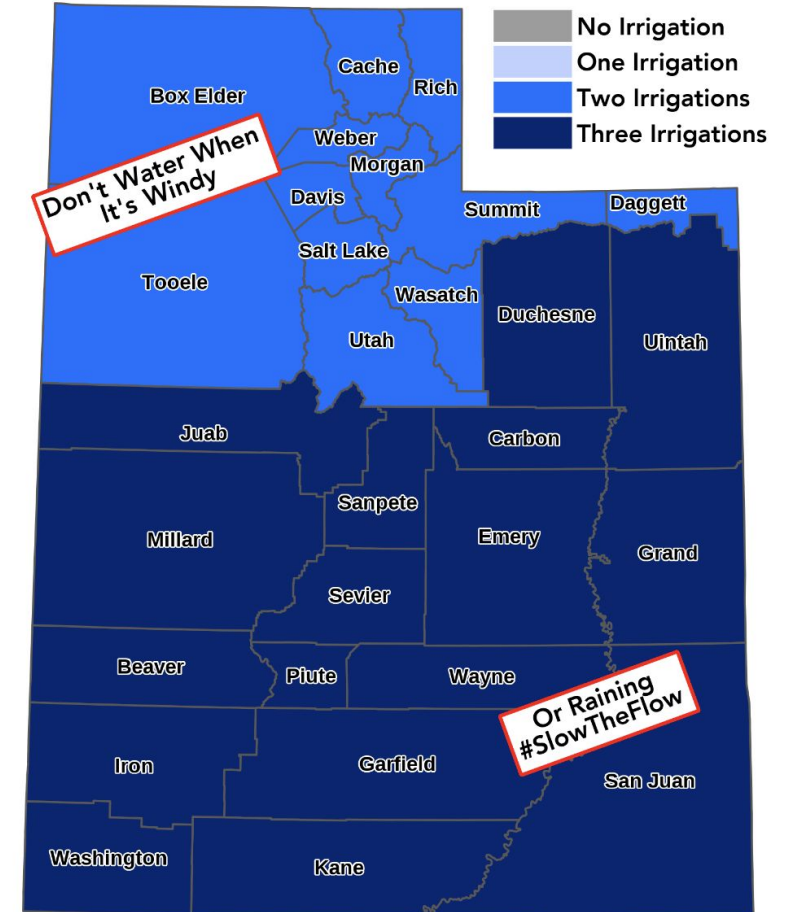 No Irrigation
One Irrigation
Two Irrigations
Three Irrigations
Cache
Rich
Box Elder
Weber
Don't Water When
It's Windy
Morgan
Davis
Summit
Daggett
Salt Lake
Tooele
Wasatch
Duchesne
Utah
Uintah
Juab
Carbon
Sanpete
Millard
Emery
Grand
Sevier
Beaver
Piute
Wayne
Or Raining
#SlowTheFlow
Iron
Garfield
San Juan
Washington
Kane